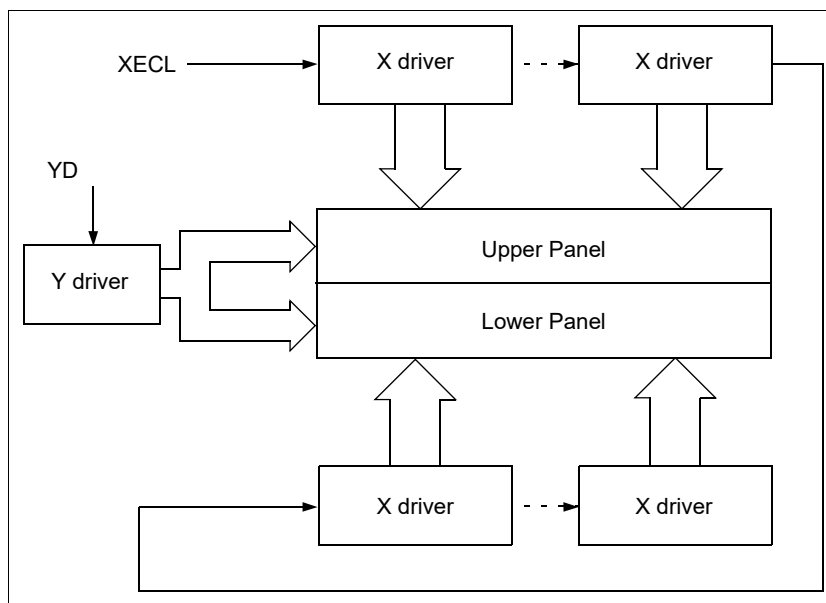 XECL
X driver
X driver
YD
Y driver
Upper Panel
Lower Panel
X driver
X driver